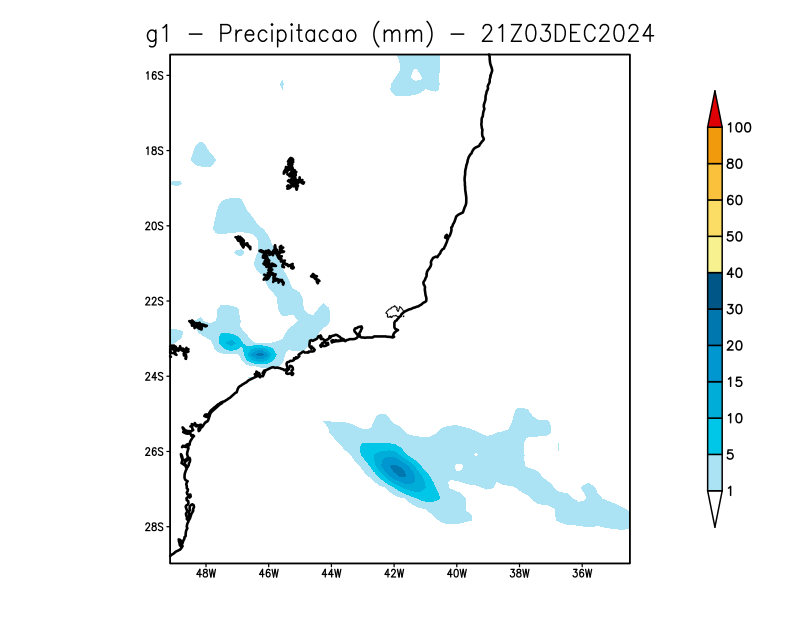 g1 – Precipitacao (mm) – 21Z03DEC2024
16S
18S
20S
22S
24S
26S
28S
48W 46W 44W 42W 40W 38W 36W
100
80
60
50
40
30
20
15
10
5
1